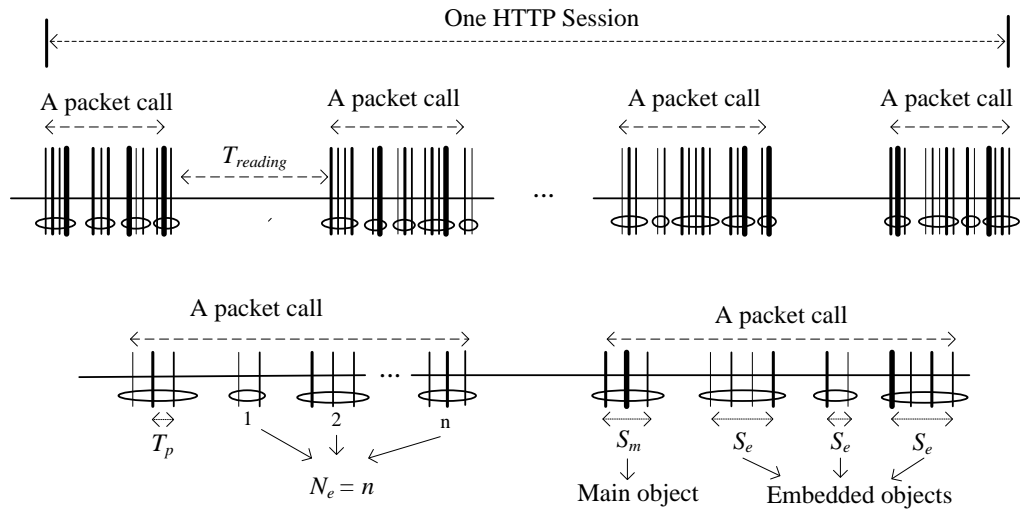 One HTTP Session
A packet call A packet call A packet call A packet call
T_reading
...
A packet call A packet call
...
1 2 n
T_p S_m S_e S_e S_e
N_e = n Main object Embedded objects